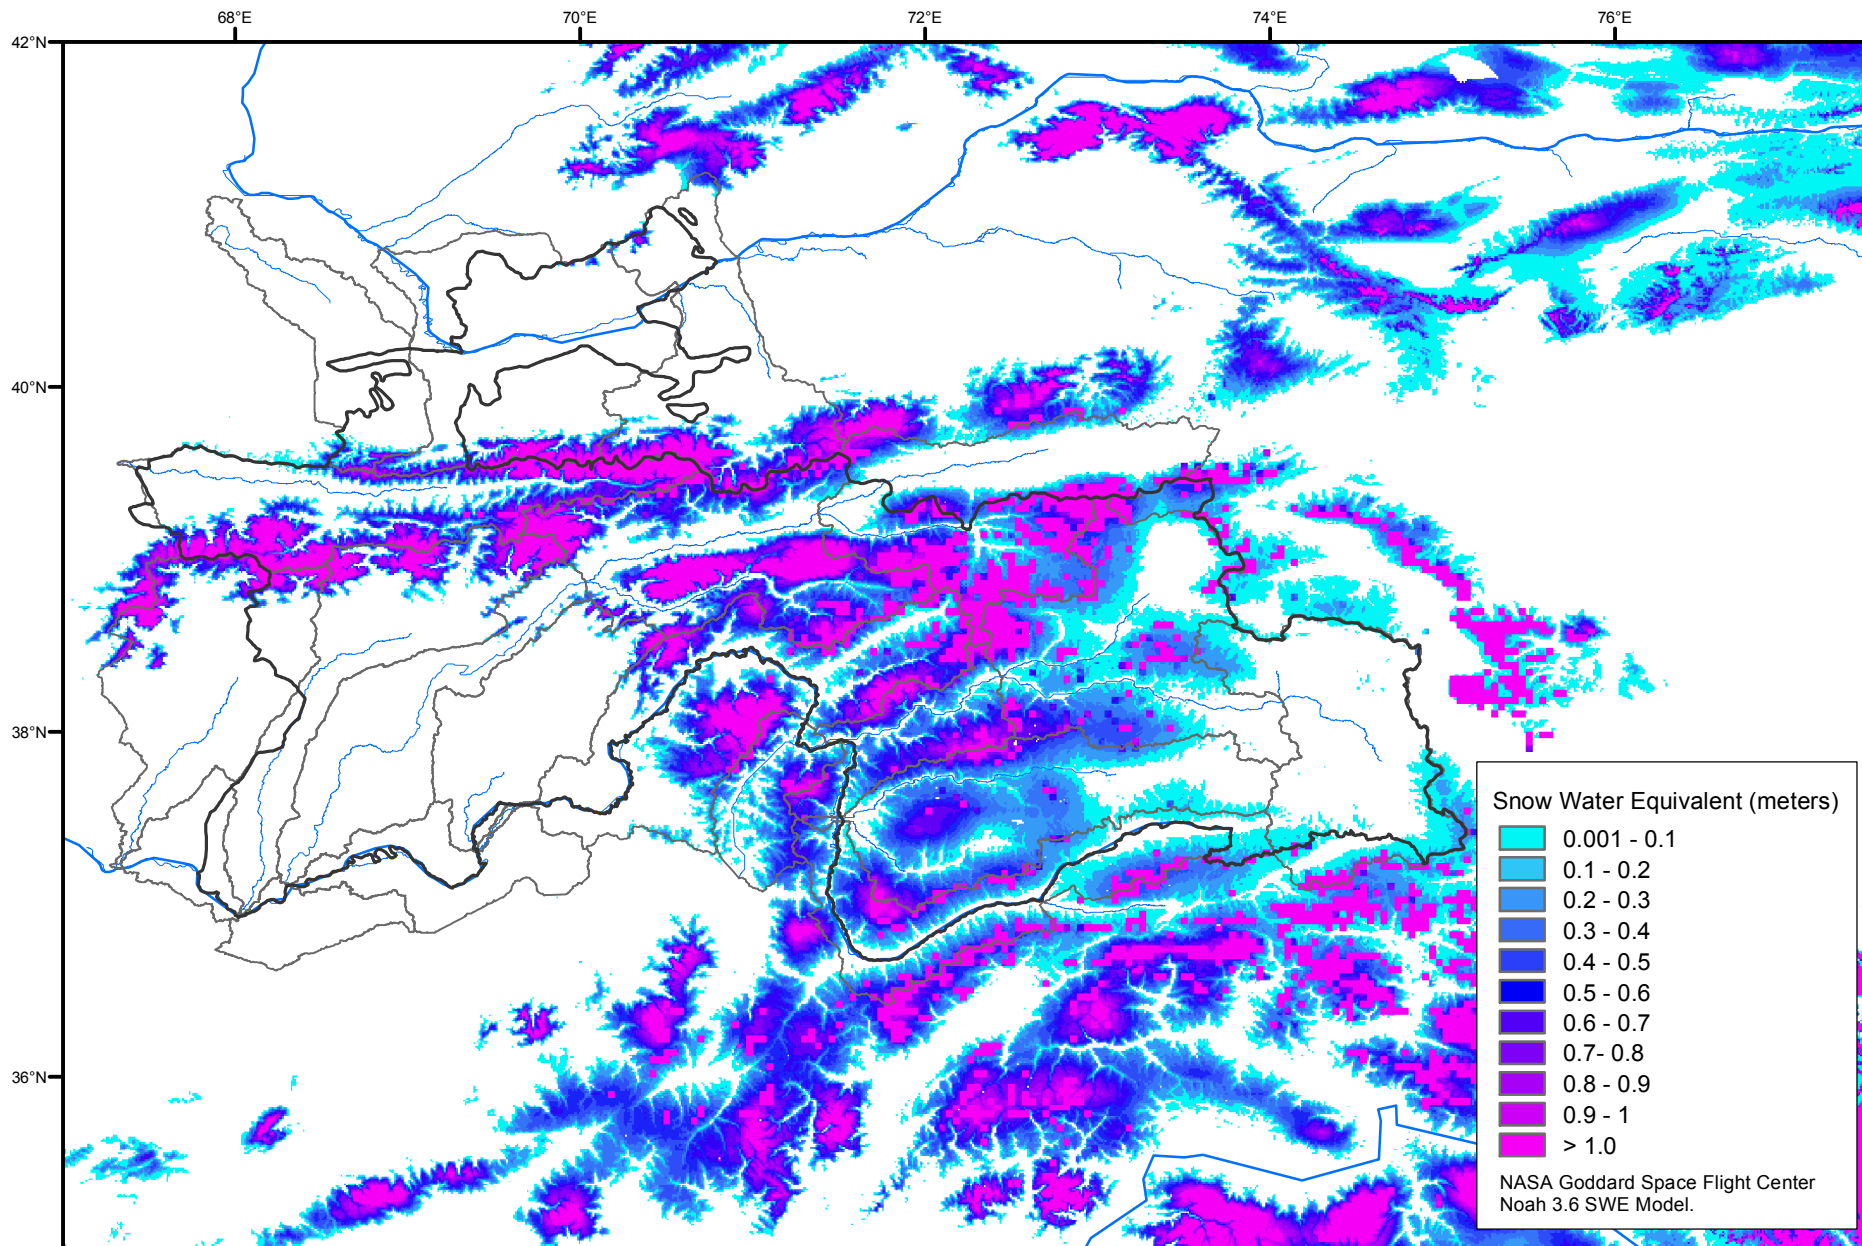 68°E
70°E
72°E
74°E
76°E
42°N
40°N
38°N
36°N
Snow Water Equivalent (meters)
0.001 - 0.1
0.1 - 0.2
0.2 - 0.3
0.3 - 0.4
0.4 - 0.5
0.5 - 0.6
0.6 - 0.7
0.7- 0.8
0.8 - 0.9
0.9 - 1
> 1.0
NASA Goddard Space Flight Center
Noah 3.6 SWE Model.